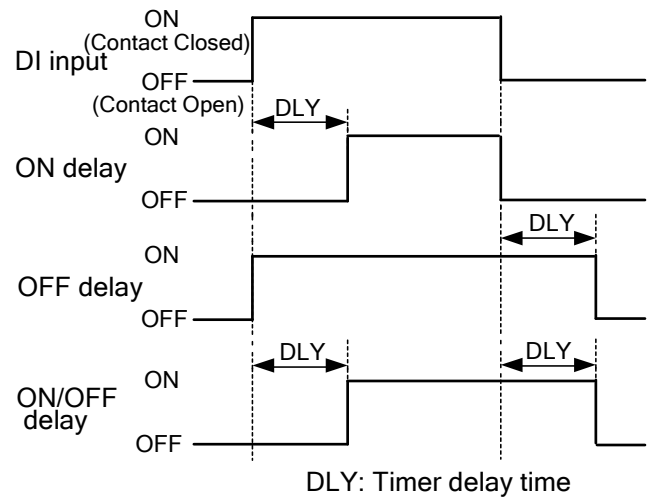 ON
(Contact Closed)
DI input
OFF
(Contact Open)
DLY
ON
ON delay
OFF
DLY
ON
OFF delay
OFF
DLY
DLY
ON
ON/OFF
delay
OFF
DLY: Timer delay time